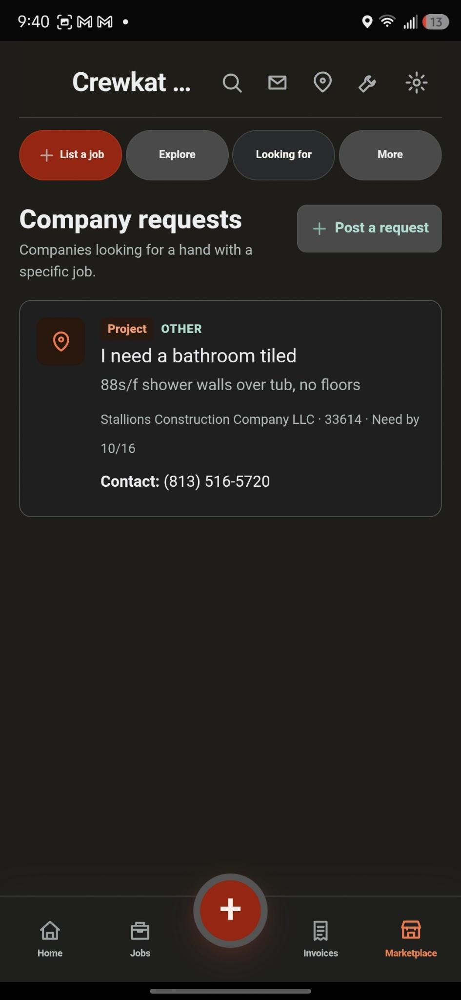 9:40
13
Crewkat ...
List a job
Explore
Looking for
More
Company requests
Post a request
Companies looking for a hand with a
specific job.
Project OTHER
I need a bathroom tiled
88s/f shower walls over tub, no floors
Stallions Construction Company LLC · 33614 · Need by
10/16
Contact: (813) 516-5720
Home
Jobs
Invoices
Marketplace